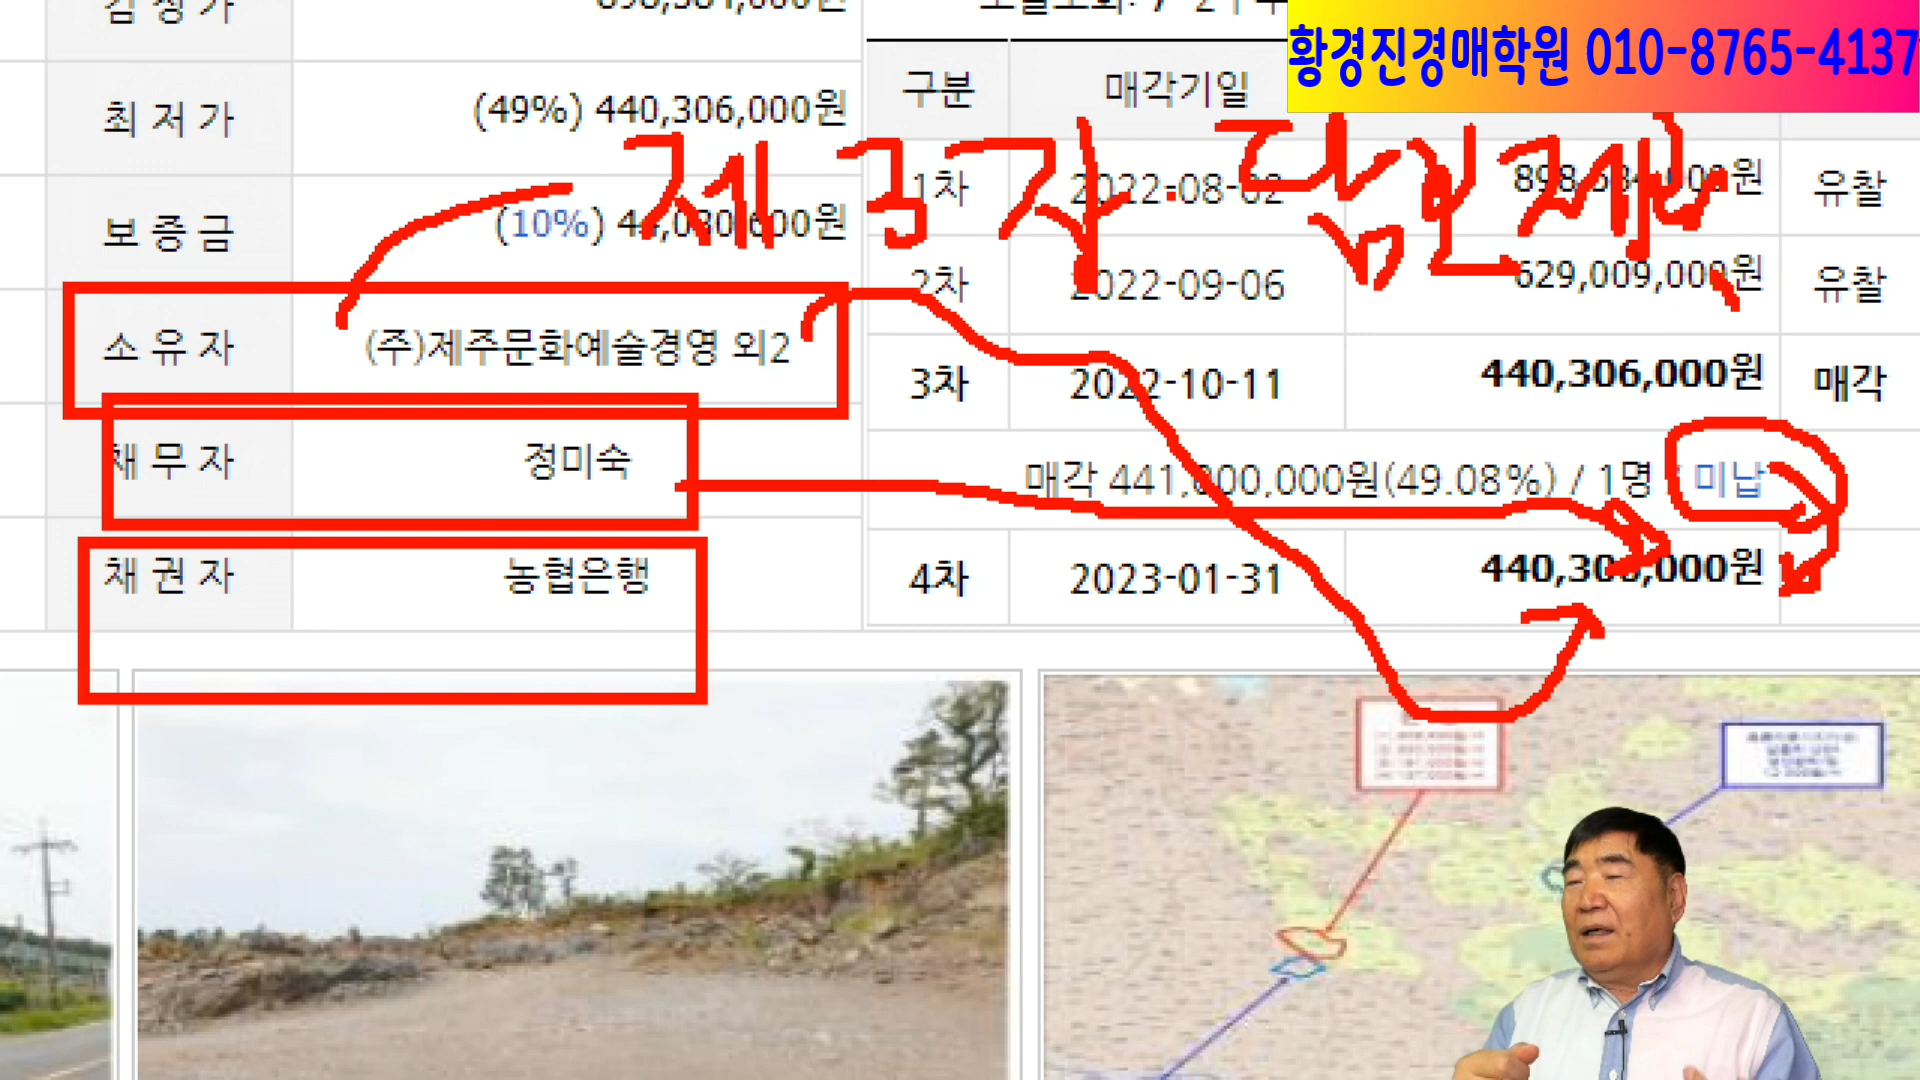 감 정 가
황경진경매학원 010-8765-4137
최 저 가 (49%) 440,306,000원
보 증 금 (10%) 44,030,600원
소 유 자 (주)제주문화예술경영 외2
채 무 자 정미숙
채 권 자 농협은행
구분 매각기일
1차 2022-08-02 유찰
2차 2022-09-06 629,009,000원 유찰
3차 2022-10-11 440,306,000원 매각
매각 441,000,000원(49.08%) / 1명 / 미납
4차 2023-01-31 440,306,000원
제 3자 · 담보제